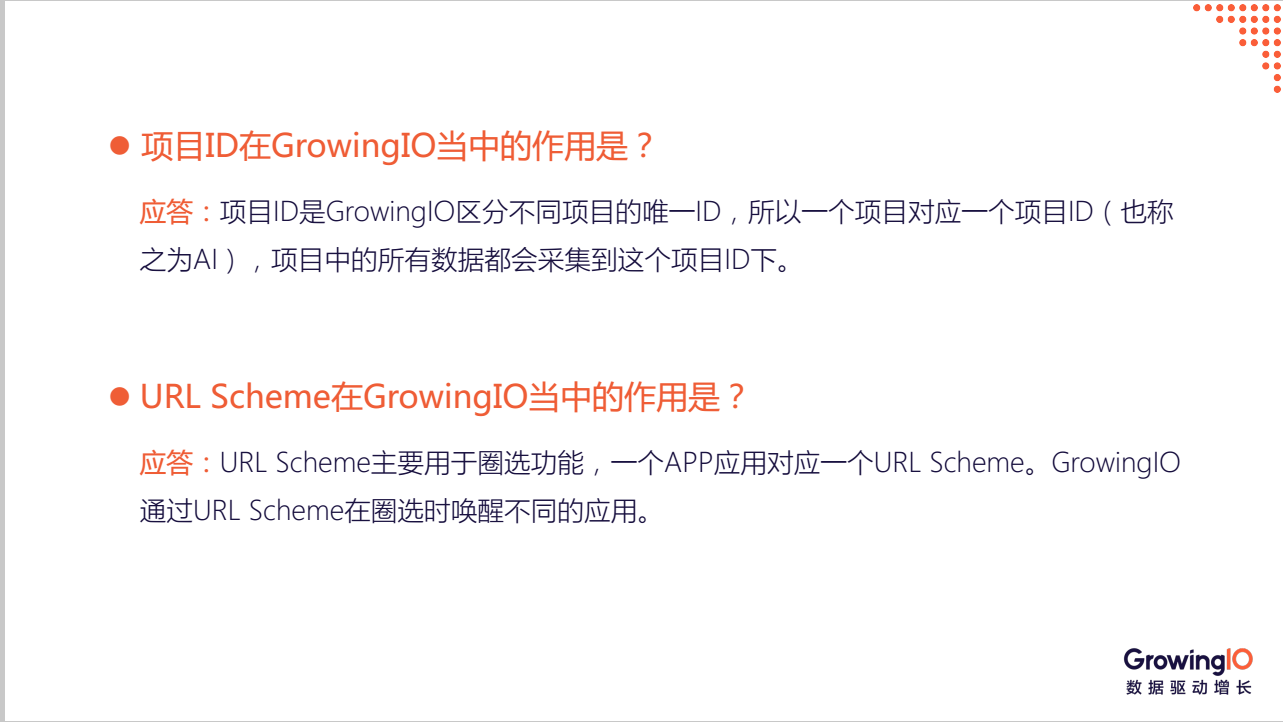 项目ID在GrowingIO当中的作用是？
应答：项目ID是GrowingIO区分不同项目的唯一ID，所以一个项目对应一个项目ID（也称
之为AI），项目中的所有数据都会采集到这个项目ID下。
URL Scheme在GrowingIO当中的作用是？
应答：URL Scheme主要用于圈选功能，一个APP应用对应一个URL Scheme。GrowingIO
通过URL Scheme在圈选时唤醒不同的应用。
GrowingIO
数据驱动增长